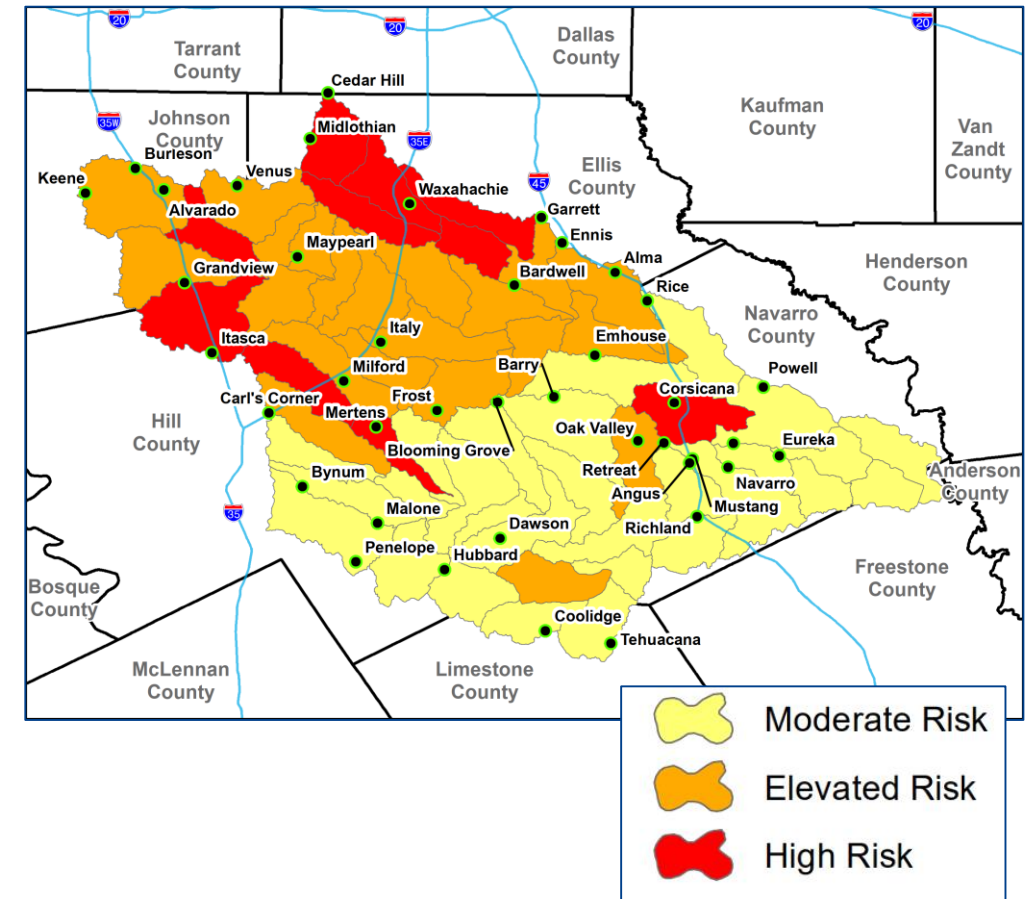 20
20
20
Tarrant
County
Dallas
County
Cedar Hill
Kaufman
County
Johnson
County
35W
Midlothian
35E
Van
Zandt
County
Burleson
Venus
Ellis
County
Keene
45
Waxahachie
Alvarado
Garrett
Ennis
Maypearl
Alma
Grandview
Bardwell
Henderson
County
Rice
Navarro
County
Itasca
Italy
Emhouse
Milford
Barry
Powell
Corsicana
Carl's Corner
Frost
Mertens
Hill
County
Oak Valley
Eureka
Blooming Grove
Retreat
Anderson
County
Bynum
Angus
Navarro
Mustang
35
Malone
Dawson
Richland
Penelope
Hubbard
Freestone
County
Bosque
County
Coolidge
Tehuacana
McLennan
County
Limestone
County
Moderate Risk
Elevated Risk
High Risk